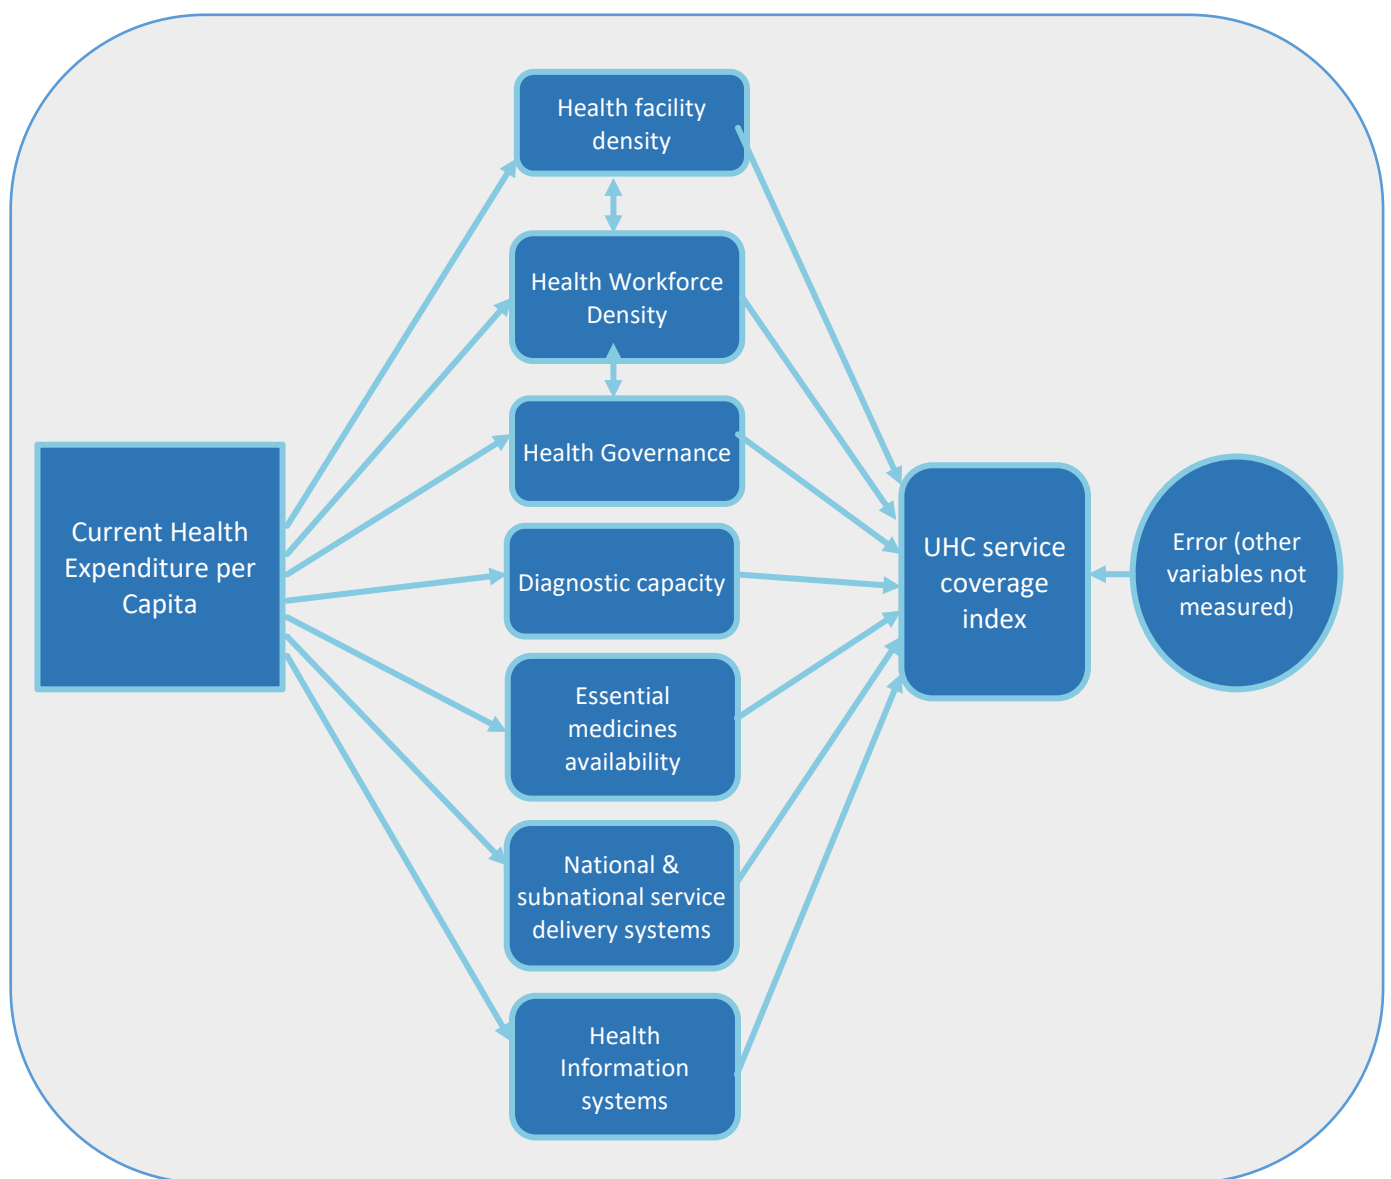 Health facility
density
Health Workforce
Density
Health Governance
Current Health
Expenditure per
Capita
Diagnostic capacity
UHC service
coverage
index
Error (other
variables not
measured)
Essential
medicines
availability
National &
subnational service
delivery systems
Health
Information
systems